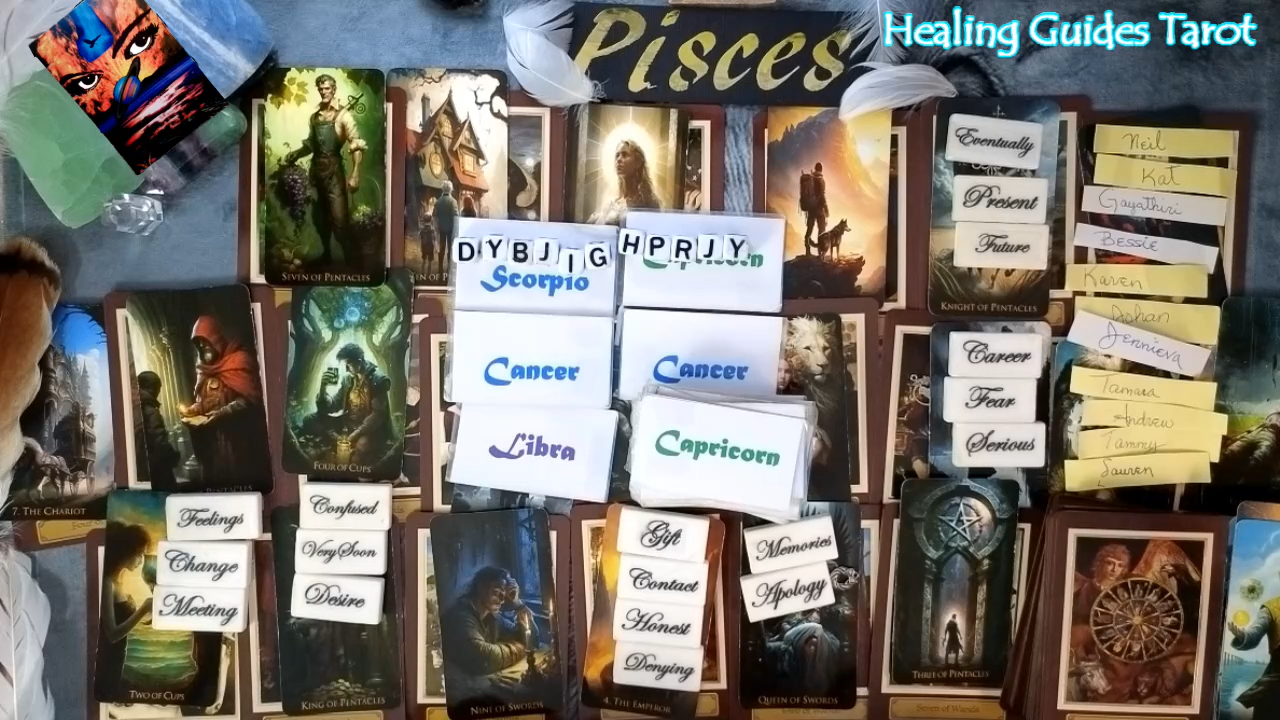 Healing Guides Tarot
Pisces
SEVEN OF PENTACLES
Eventually
Present
Future
KNIGHT OF PENTACLES
Neil
Kat
Gayathiri
Bessie
Karen
Jennieva
Tamara
Andrew
Tammy
Lauren
DYBJIGHPRJY
Scorpio
Capricorn
Cancer
Cancer
Libra
Capricorn
Career
Fear
Serious
FOUR OF CUPS
7. THE CHARIOT
Feelings
Change
Meeting
TWO OF CUPS
Confused
Very Soon
Desire
KING OF PENTACLES
NINE OF SWORDS
Gift
Contact
Honest
Denying
4. THE EMPEROR
Memories
Apology
QUEEN OF SWORDS
THREE OF PENTACLES
Seven of Wands